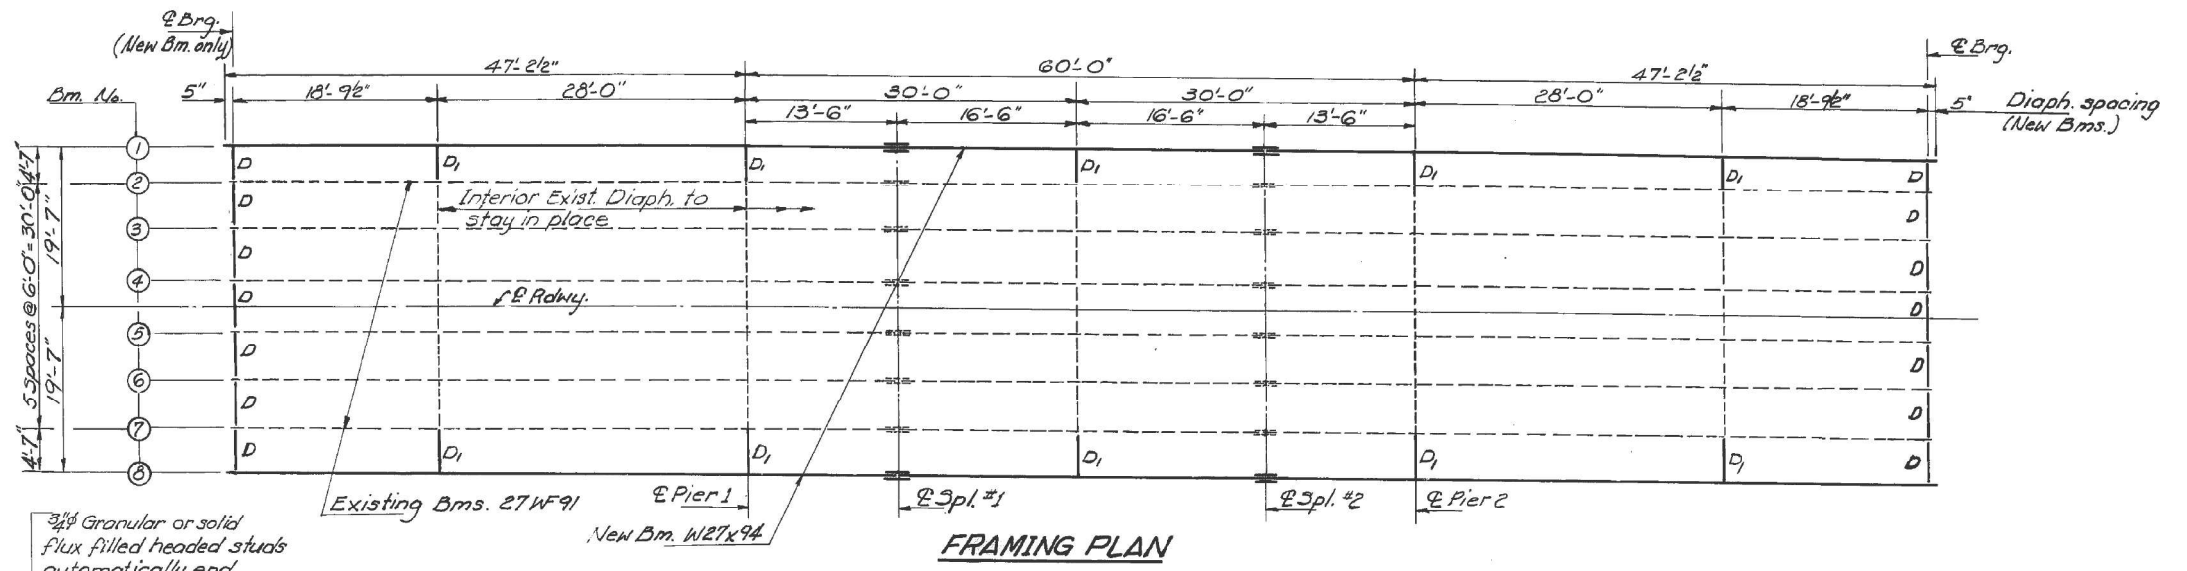 ℄ Brg.
(New Bm. only)
℄ Brg.
47'-2½"
60'-0"
47'-2½"
Bm. No.
5"
18'-9½"
28'-0"
30'-0"
30'-0"
28'-0"
18'-9½"
5"
Diaph. spacing
(New Bms.)
13'-6"
16'-6"
16'-6"
13'-6"
1
D
D1
D1
D1
D1
D1
D
2
D
Interior Exist. Diaph. to
stay in place
D
3
D
D
4
D
℄ Rdwy.
D
5
D
D
6
D
D
7
D
D1
D1
D1
D1
D1
D
8
4'-7"
5 Spaces @ 6'-0" = 30'-0"
4'-7"
19'-7"
19'-7"
Existing Bms. 27WF91
℄ Pier 1
℄ Spl. #1
℄ Spl. #2
℄ Pier 2
New Bm. W27x94
FRAMING PLAN
¾"ϕ Granular or solid
flux filled headed studs
automatically end